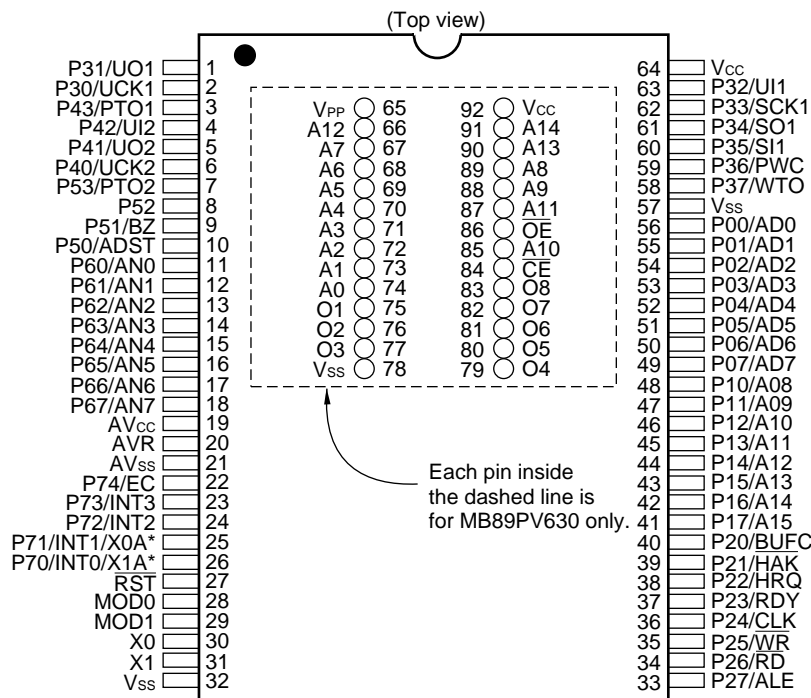 (Top view)
P31/UO1 1
P30/UCK1 2
P43/PTO1 3
P42/UI2 4
P41/UO2 5
P40/UCK2 6
P53/PTO2 7
P52 8
P51/BZ 9
P50/ADST 10
P60/AN0 11
P61/AN1 12
P62/AN2 13
P63/AN3 14
P64/AN4 15
P65/AN5 16
P66/AN6 17
P67/AN7 18
AVCC 19
AVR 20
AVSS 21
P74/EC 22
P73/INT3 23
P72/INT2 24
P71/INT1/X0A* 25
P70/INT0/X1A* 26
RST 27
MOD0 28
MOD1 29
X0 30
X1 31
VSS 32
VPP 65
A12 66
A7 67
A6 68
A5 69
A4 70
A3 71
A2 72
A1 73
A0 74
O1 75
O2 76
O3 77
VSS 78
92 VCC
91 A14
90 A13
89 A8
88 A9
87 A11
86 OE
85 A10
84 CE
83 O8
82 O7
81 O6
80 O5
79 O4
Each pin inside
the dashed line is
for MB89PV630 only.
64 VCC
63 P32/UI1
62 P33/SCK1
61 P34/SO1
60 P35/SI1
59 P36/PWC
58 P37/WTO
57 VSS
56 P00/AD0
55 P01/AD1
54 P02/AD2
53 P03/AD3
52 P04/AD4
51 P05/AD5
50 P06/AD6
49 P07/AD7
48 P10/A08
47 P11/A09
46 P12/A10
45 P13/A11
44 P14/A12
43 P15/A13
42 P16/A14
41 P17/A15
40 P20/BUFC
39 P21/HAK
38 P22/HRQ
37 P23/RDY
36 P24/CLK
35 P25/WR
34 P26/RD
33 P27/ALE